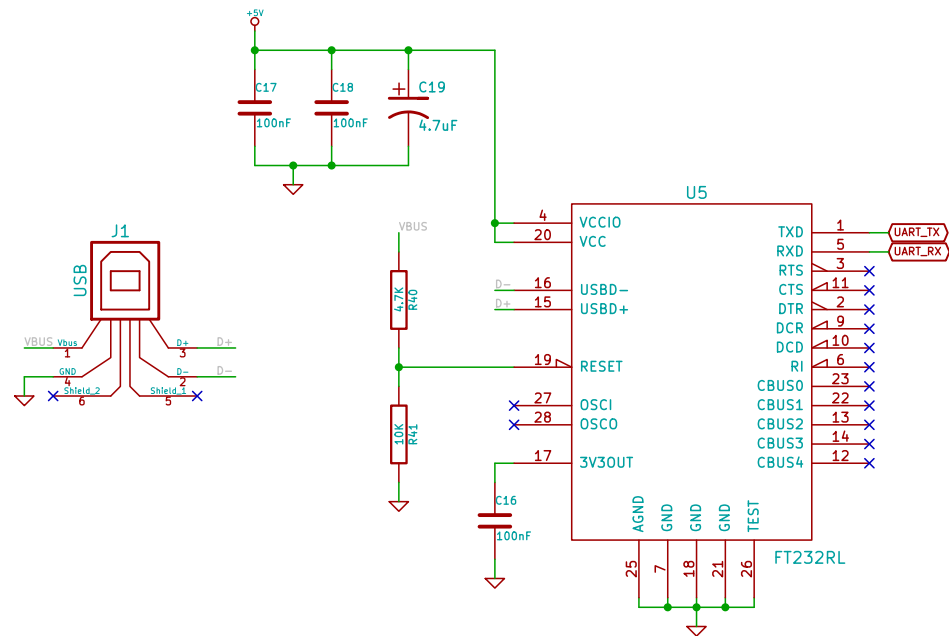 +5V
C17
100nF
C18
100nF
C19
4.7uF
J1
USB
VBUS
Vbus
1
GND
4
Shield_2
6
D+
3
D+
D-
2
D-
Shield_1
5
VBUS
4.7K
R40
10K
R41
C16
100nF
U5
FT232RL
4
VCCIO
20
VCC
D-
16
USBD-
D+
15
USBD+
19
RESET
27
OSCI
28
OSCO
17
3V3OUT
TXD
1
UART_TX
RXD
5
UART_RX
RTS
3
CTS
11
DTR
2
DCR
9
DCD
10
RI
6
CBUS0
23
CBUS1
22
CBUS2
13
CBUS3
14
CBUS4
12
AGND
25
GND
7
GND
18
GND
21
TEST
26